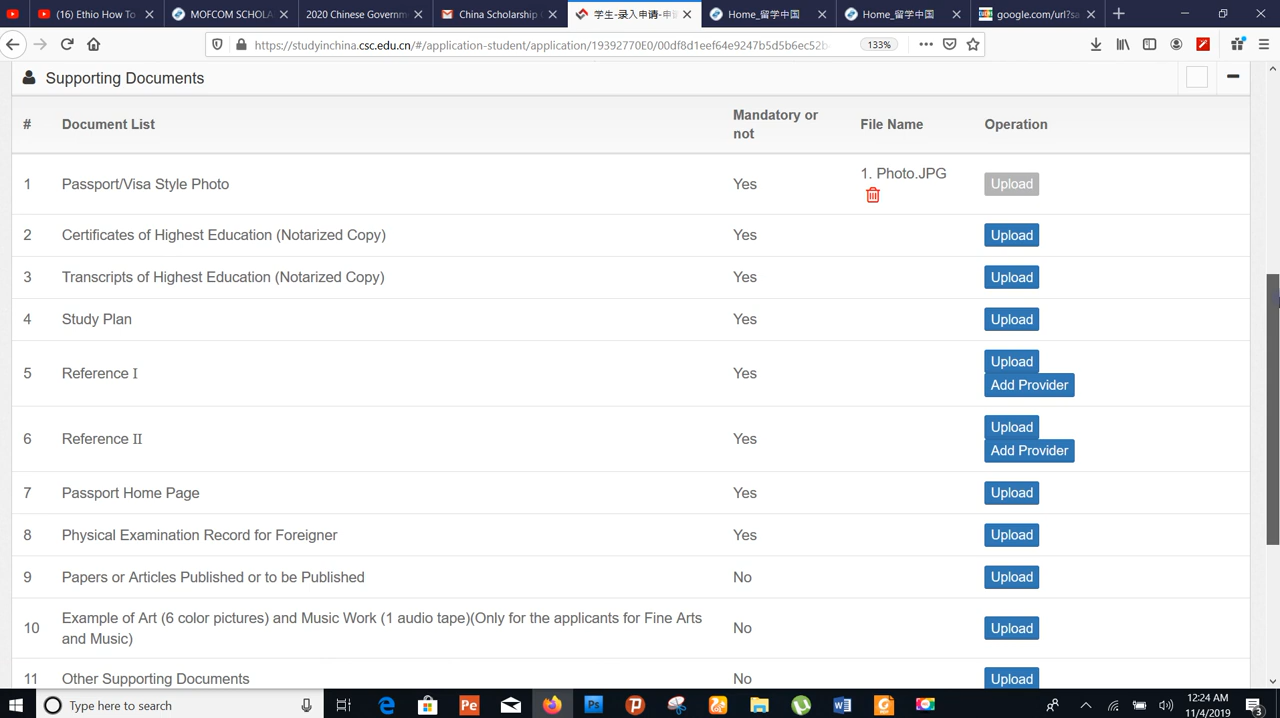 (16) Ethio How To
MOFCOM SCHOLA
2020 Chinese Governm
China Scholarship C
学生-录入申请-申
Home_留学中国
Home_留学中国
google.com/url?sa
https://studyinchina.csc.edu.cn/#/application-student/application/19392770E0/00df8d1eef64e9247b5d5b6ec52b
133%
Supporting Documents
# Document List Mandatory or not File Name Operation
1 Passport/Visa Style Photo Yes 1. Photo.JPG Upload
2 Certificates of Highest Education (Notarized Copy) Yes Upload
3 Transcripts of Highest Education (Notarized Copy) Yes Upload
4 Study Plan Yes Upload
5 Reference Ⅰ Yes Upload
Add Provider
6 Reference Ⅱ Yes Upload
Add Provider
7 Passport Home Page Yes Upload
8 Physical Examination Record for Foreigner Yes Upload
9 Papers or Articles Published or to be Published No Upload
10 Example of Art (6 color pictures) and Music Work (1 audio tape)(Only for the applicants for Fine Arts
and Music) No Upload
11 Other Supporting Documents No Upload
Type here to search
12:24 AM
11/4/2019
3